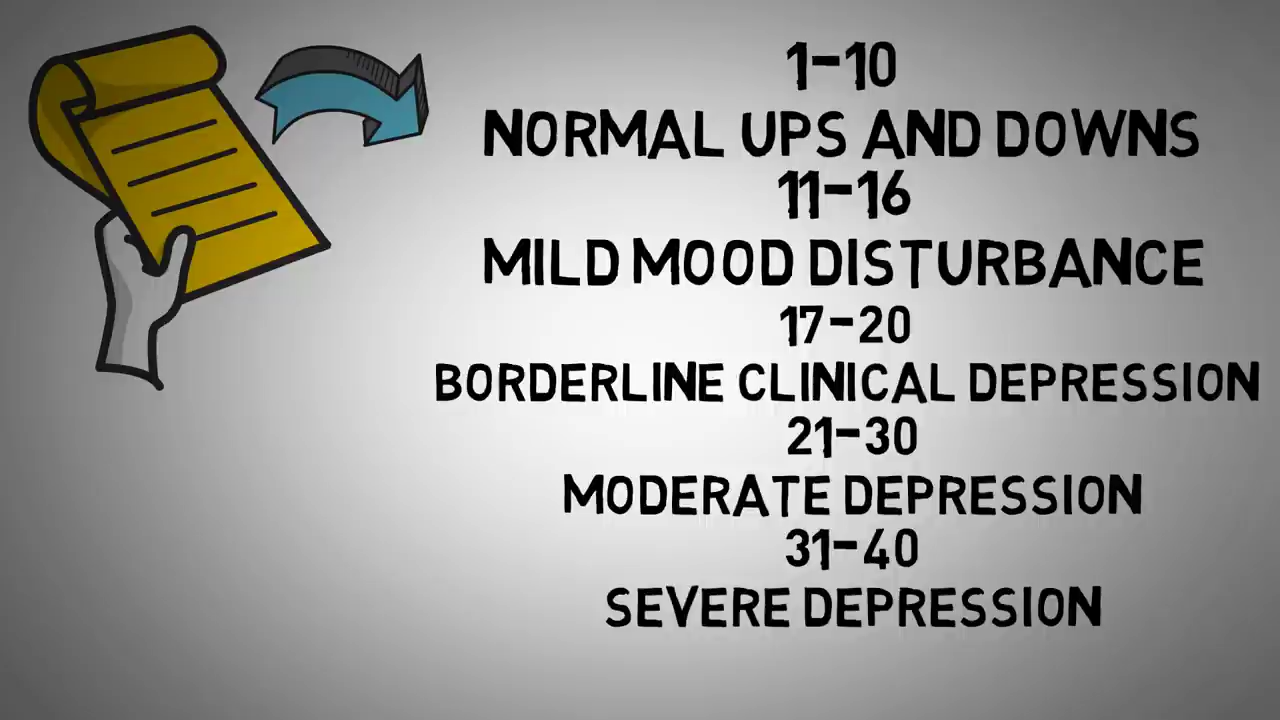 1-10
NORMAL UPS AND DOWNS
11-16
MILD MOOD DISTURBANCE
17-20
BORDERLINE CLINICAL DEPRESSION
21-30
MODERATE DEPRESSION
31-40
SEVERE DEPRESSION